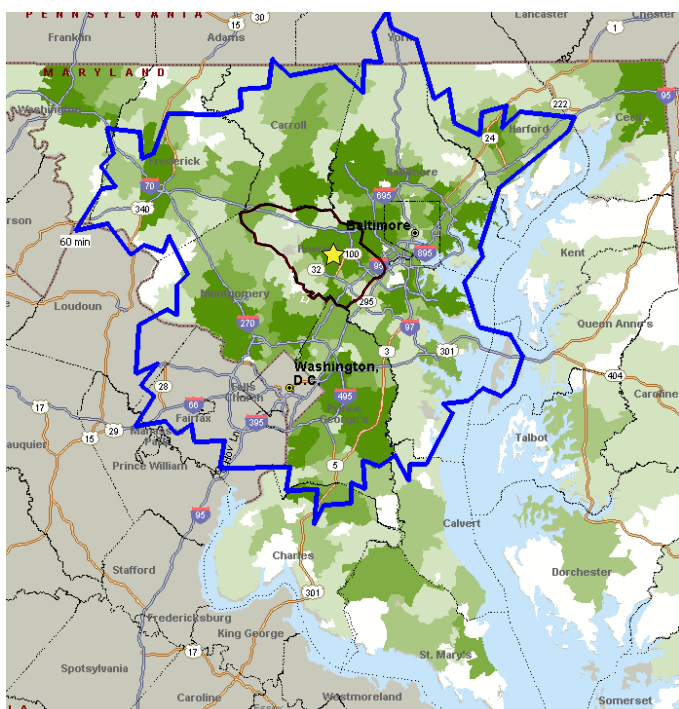 PENNSYLVANIA
30
15
Lancaster
Chester
1
Franklin
Adams
York
MARYLAND
222
95
Washington
Carroll
Harford
Cecil
24
Frederick
Baltimore
70
695
340
Baltimore
60 min
100
895
Kent
32
95
295
Loudoun
Montgomery
270
97
Queen Anne's
3
301
Washington,
D.C.
404
28
Falls
Church
495
Caroline
66
Fairfax
Prince
George's
17
29
395
15
Talbot
Prince William
5
95
Calvert
Charles
Stafford
Dorchester
301
Fredericksburg
King George
17
St. Mary's
Spotsylvania
Caroline
Westmoreland
Somerset